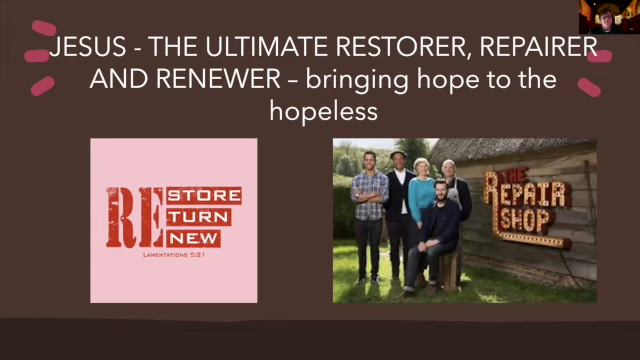 JESUS - THE ULTIMATE RESTORER, REPAIRER
AND RENEWER – bringing hope to the
hopeless
RE
STORE
TURN
NEW
LAMENTATIONS 5:21
THE
REPAIR
SHOP